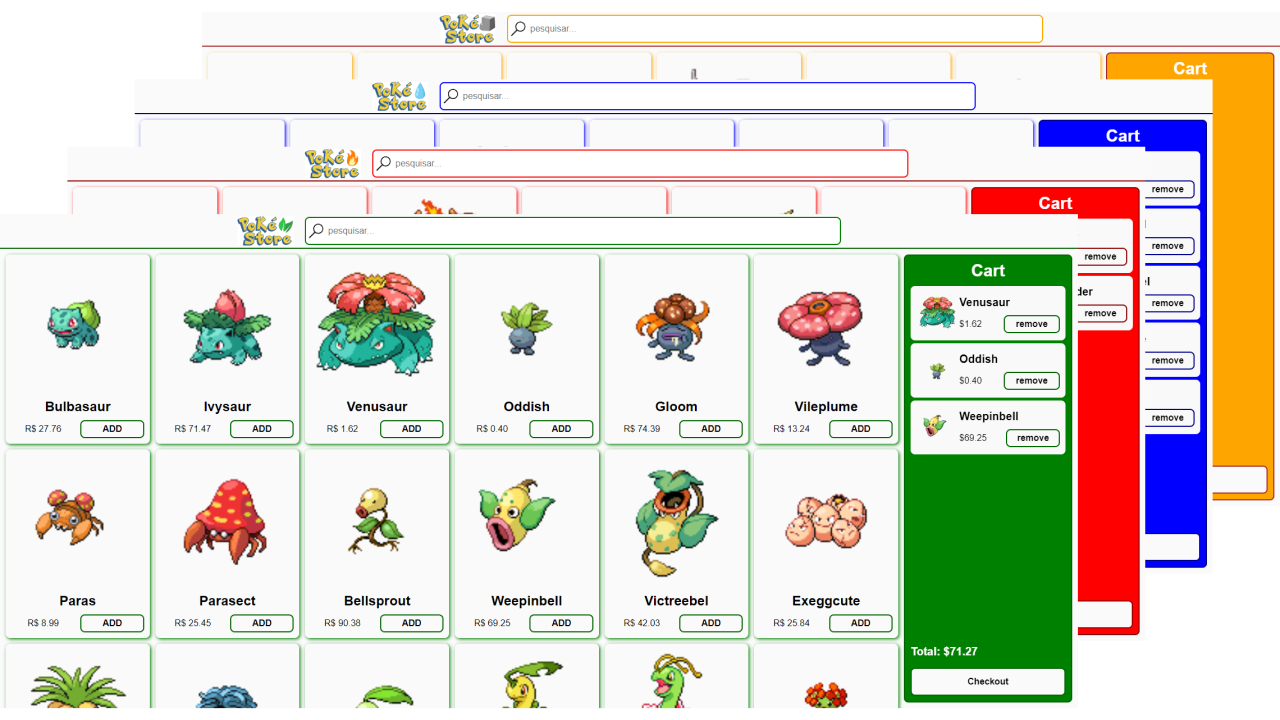 Poké Store
pesquisar...
Cart
Poké Store
pesquisar...
Cart
remove
remove
remove
remove
remove
Poké Store
pesquisar...
Cart
remove
remove
Poké Store
pesquisar...
Cart
Venusaur
$1.62 remove
Oddish
$0.40 remove
Weepinbell
$69.25 remove
Bulbasaur
R$ 27.76 ADD
Ivysaur
R$ 71.47 ADD
Venusaur
R$ 1.62 ADD
Oddish
R$ 0.40 ADD
Gloom
R$ 74.39 ADD
Vileplume
R$ 13.24 ADD
Paras
R$ 8.99 ADD
Parasect
R$ 25.45 ADD
Bellsprout
R$ 90.38 ADD
Weepinbell
R$ 69.25 ADD
Victreebel
R$ 42.03 ADD
Exeggcute
R$ 25.84 ADD
Total: $71.27
Checkout